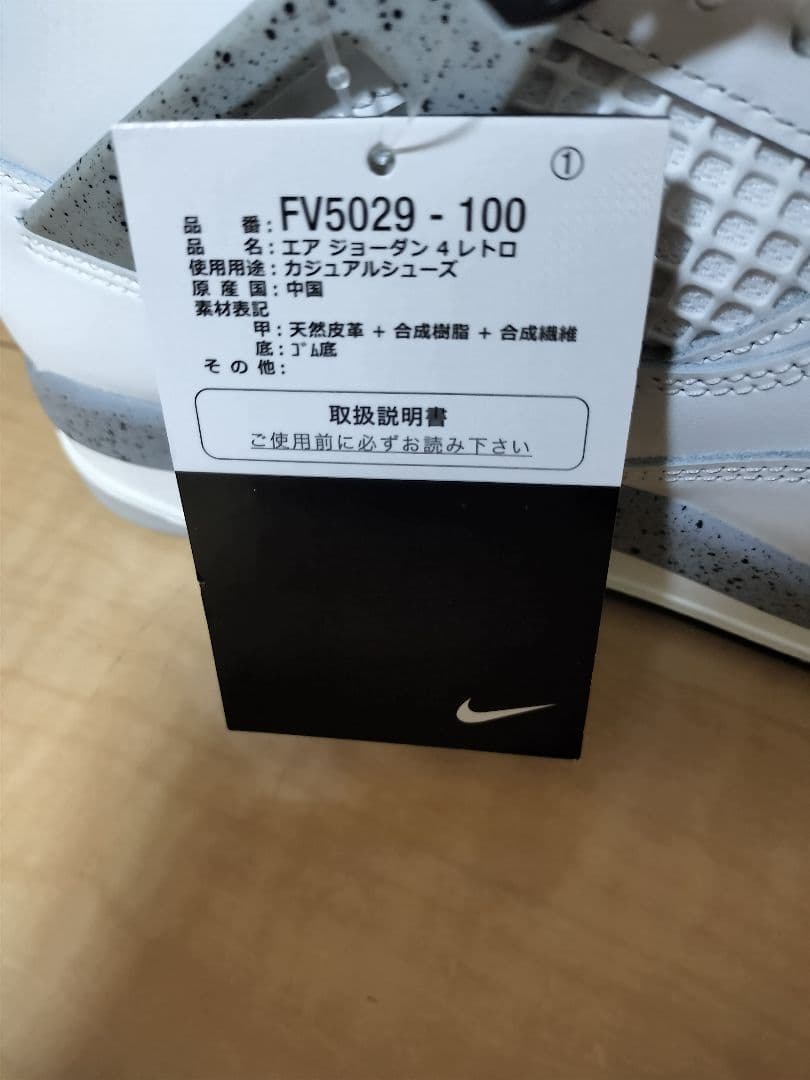 ①
品 番: FV5029 - 100
品 名: エア ジョーダン 4 レトロ
使用用途: カジュアルシューズ
原 産 国: 中国
素材表記
甲: 天然皮革 + 合成樹脂 + 合成繊維
底: ｺﾞﾑ底
そ の 他:
取扱説明書
ご使用前に必ずお読み下さい